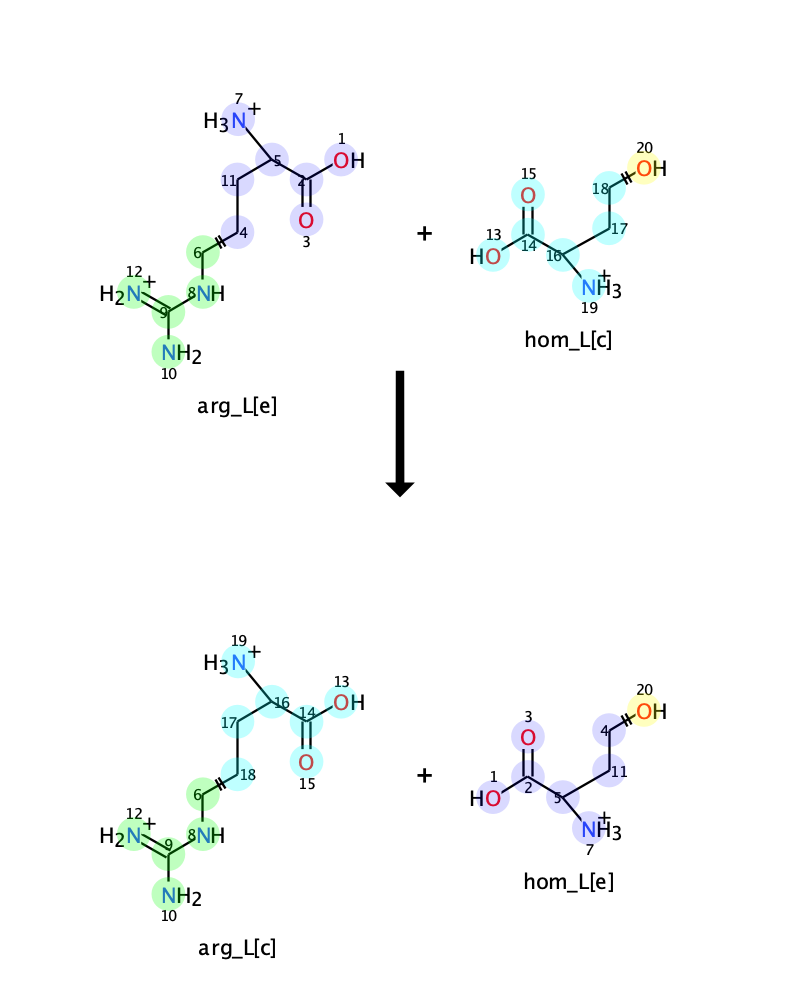 7
H3N+
1
5
OH
11
2
O
3
4
6
12
H2N+
8
NH
9
NH2
10
arg_L[e]
+
20
OH
15
18
O
17
13
HO
14
16
+
NH3
19
hom_L[c]
19
H3N+
13
16
OH
17
14
O
15
18
6
12
H2N+
9
8
NH
NH2
10
arg_L[c]
+
20
OH
3
4
O
11
1
HO
2
5
+
NH3
7
hom_L[e]